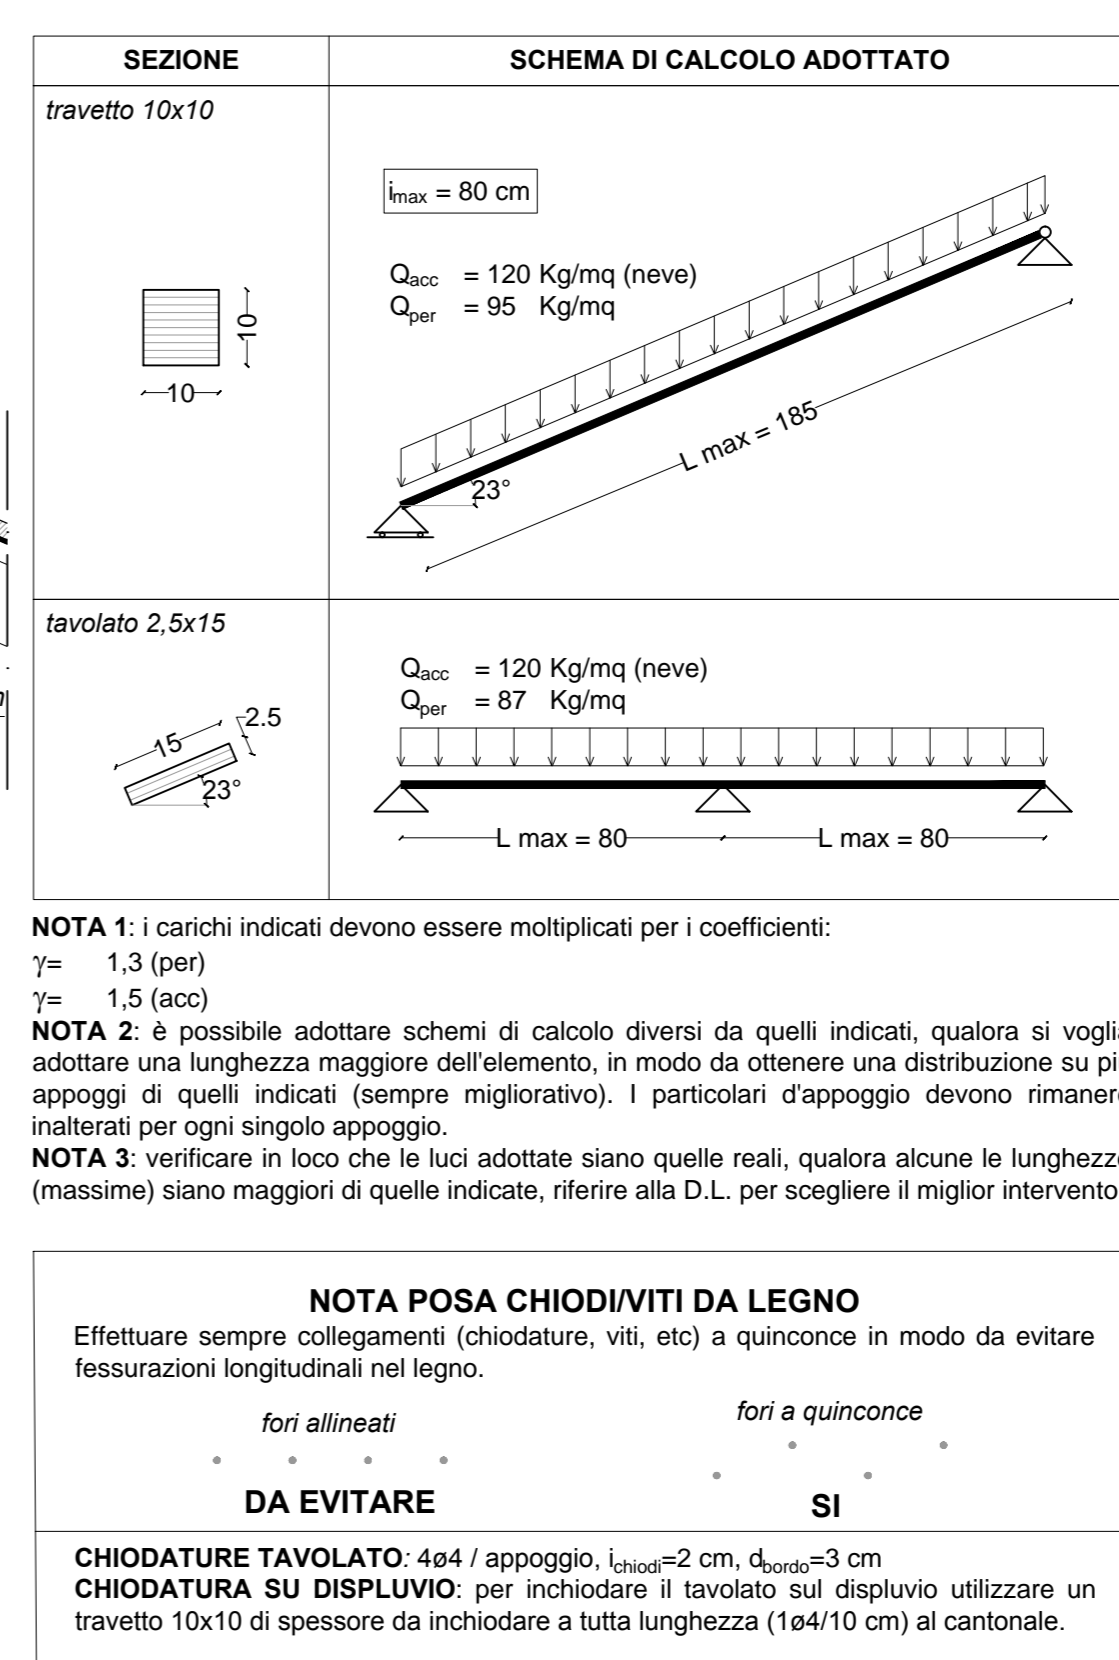 SEZIONE
SCHEMA DI CALCOLO ADOTTATO
travetto 10x10
i_max = 80 cm
Q_acc = 120 Kg/mq (neve)
Q_per = 95 Kg/mq
10
10
L max = 185
23°
tavolato 2,5x15
Q_acc = 120 Kg/mq (neve)
Q_per = 87 Kg/mq
15
2.5
23°
L max = 80
L max = 80
NOTA 1: i carichi indicati devono essere moltiplicati per i coefficienti:
γ= 1,3 (per)
γ= 1,5 (acc)
NOTA 2: è possibile adottare schemi di calcolo diversi da quelli indicati, qualora si voglia
adottare una lunghezza maggiore dell'elemento, in modo da ottenere una distribuzione su pi
appoggi di quelli indicati (sempre migliorativo). I particolari d'appoggio devono rimanere
inalterati per ogni singolo appoggio.
NOTA 3: verificare in loco che le luci adottate siano quelle reali, qualora alcune le lunghezze
(massime) siano maggiori di quelle indicate, riferire alla D.L. per scegliere il miglior intervento
NOTA POSA CHIODI/VITI DA LEGNO
Effettuare sempre collegamenti (chiodature, viti, etc) a quinconce in modo da evitare
fessurazioni longitudinali nel legno.
fori allineati
fori a quinconce
DA EVITARE
SI
CHIODATURE TAVOLATO: 4ø4 / appoggio, i_chiodi=2 cm, d_bordo=3 cm
CHIODATURA SU DISPLUVIO: per inchiodare il tavolato sul displuvio utilizzare un
travetto 10x10 di spessore da inchiodare a tutta lunghezza (1ø4/10 cm) al cantonale.